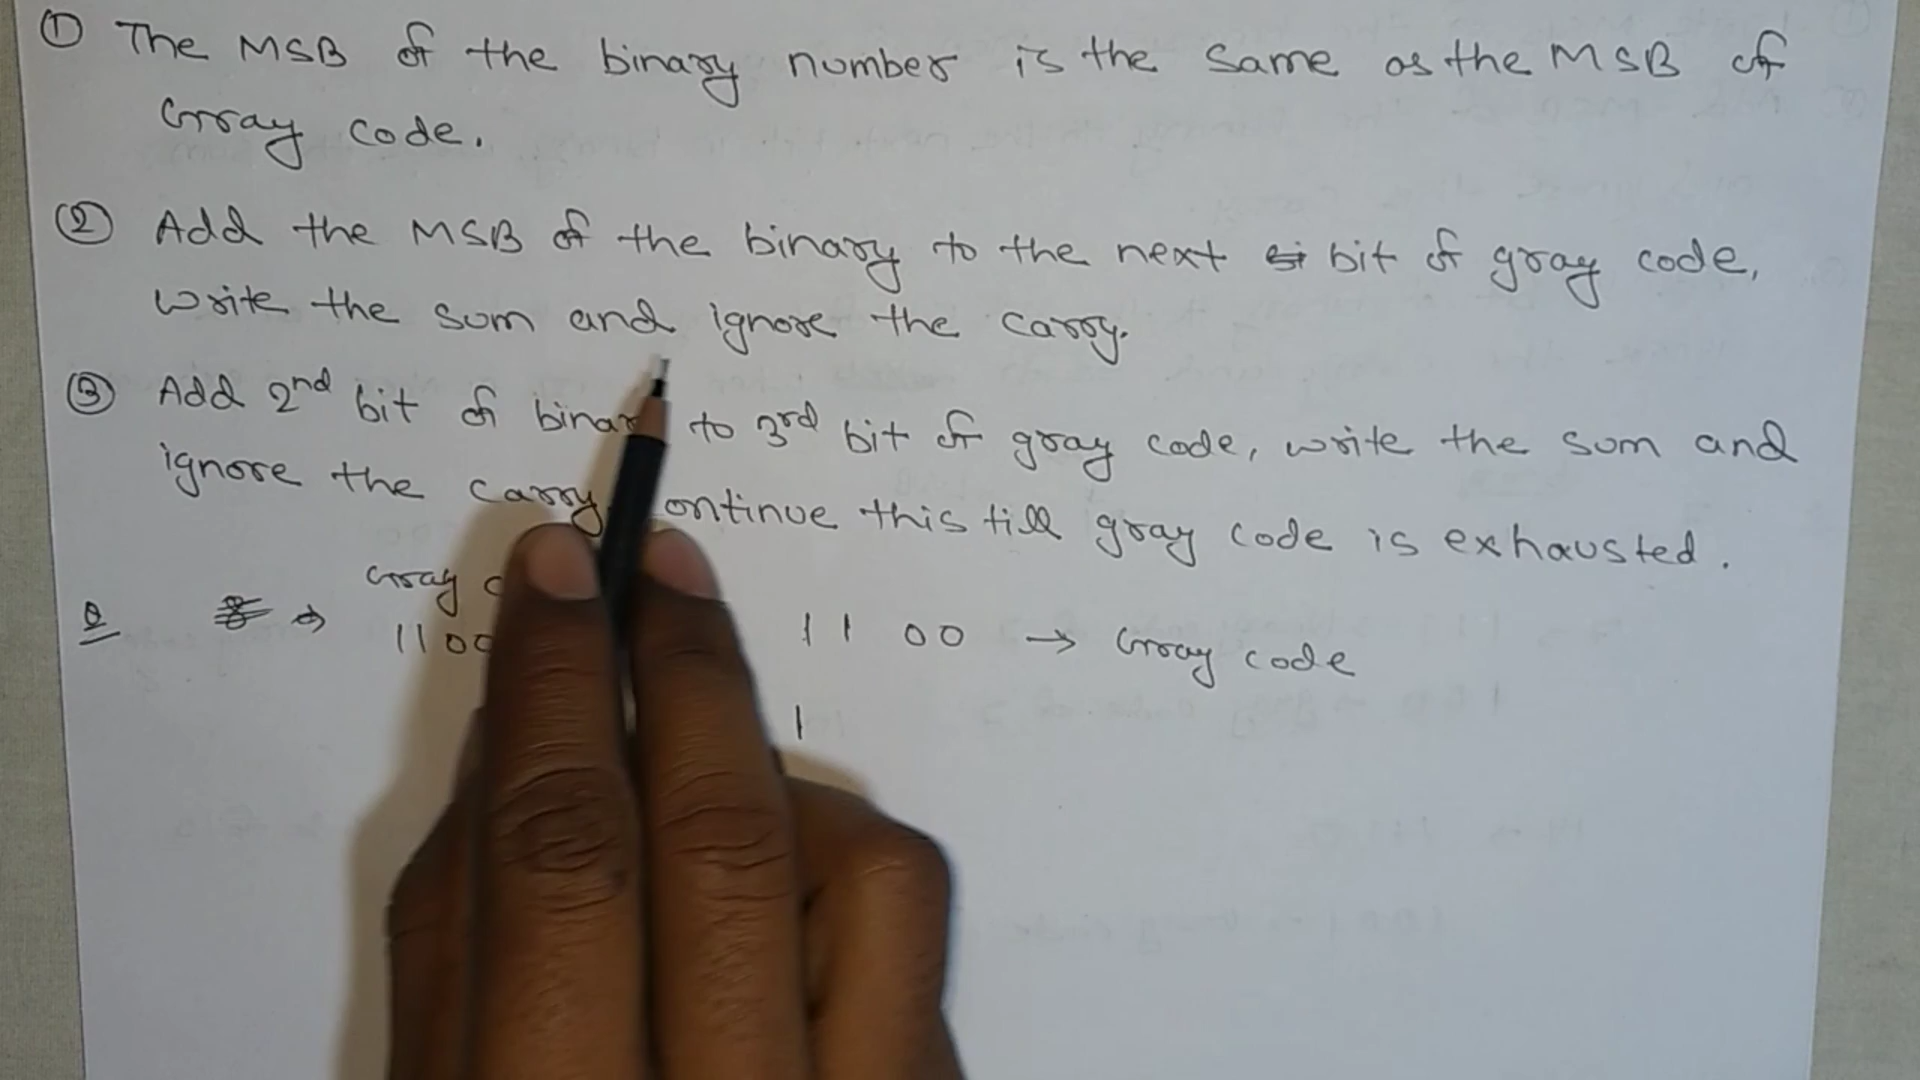 ① The MSB of the binary number is the same as the MSB of
Gray code.
② Add the MSB of the binary to the next bit of gray code,
write the sum and ignore the carry.
③ Add 2nd bit of binar to 3rd bit of gray code, write the sum and
ignore the carry, ontinue this till gray code is exhausted.
Gray c
Q ⇒ 1100 11 00 → Gray code
1